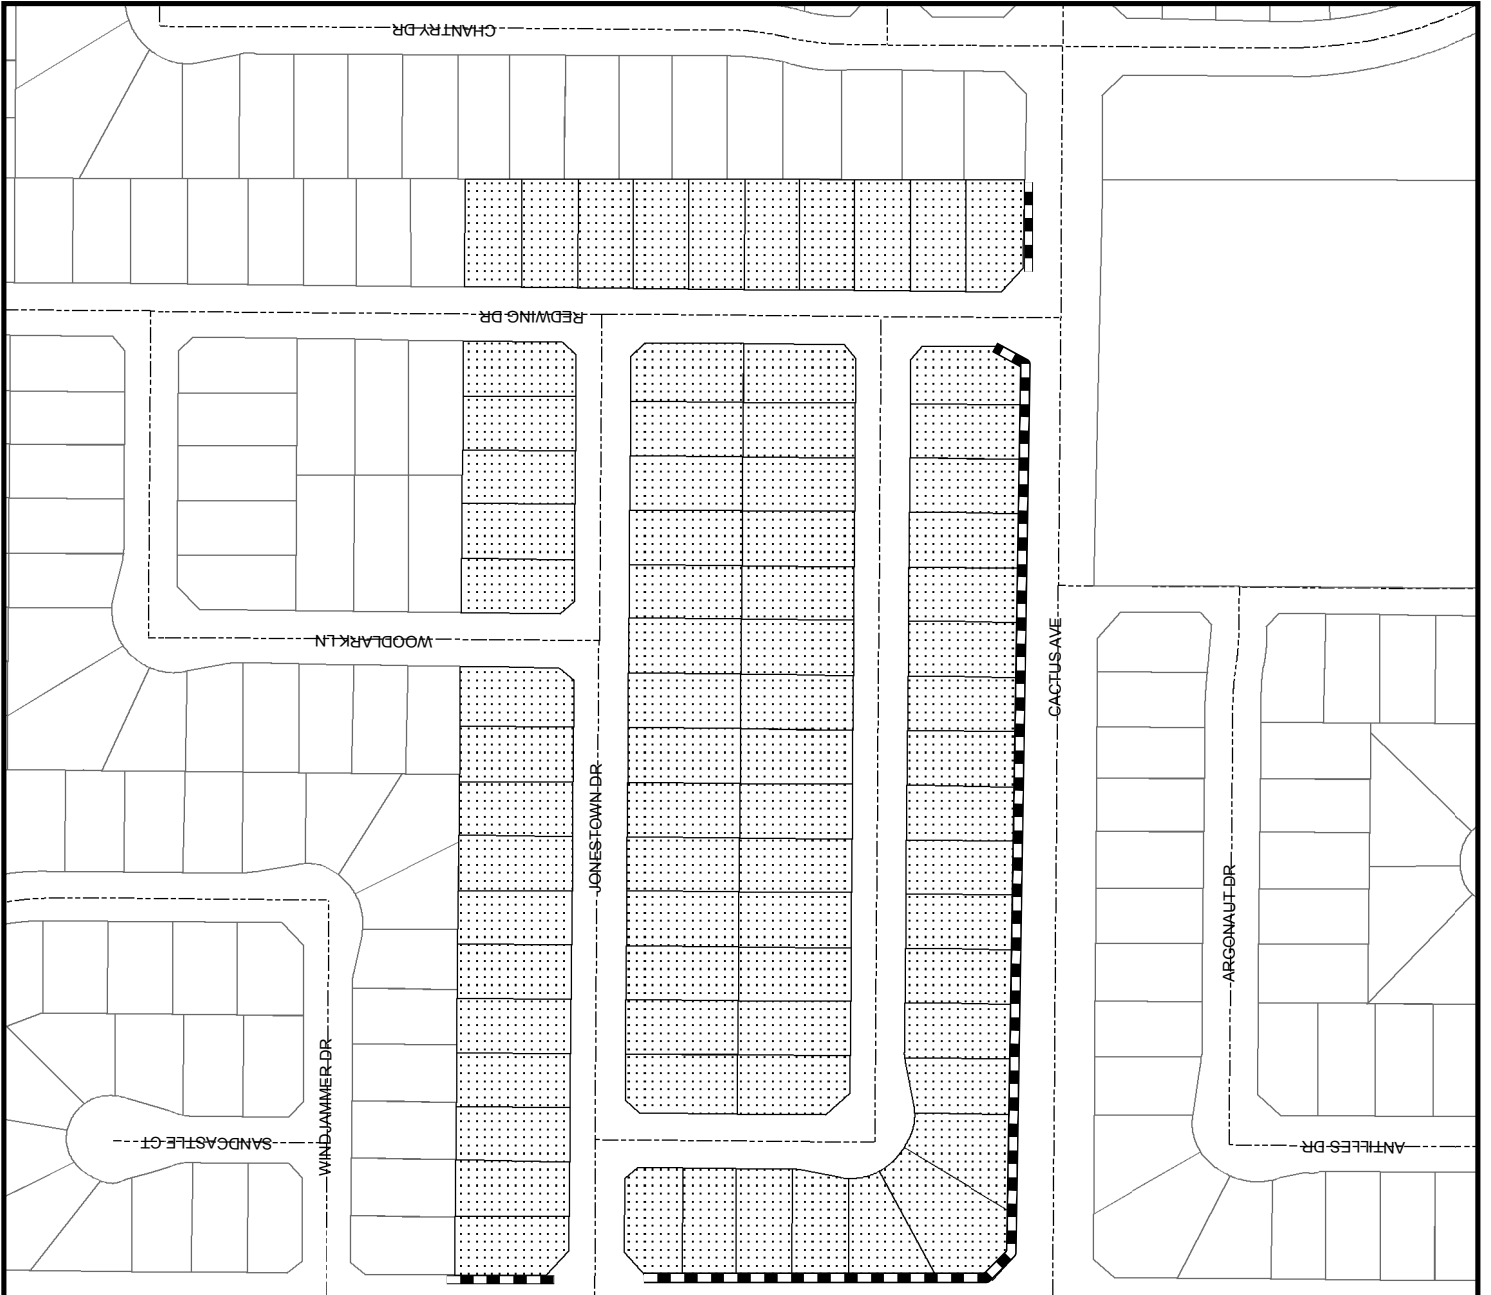 CHANTRY DR
REDWING DR
WOODLARK LN
CACTUS AVE
JONESTOWN DR
ARGONAUT DR
WINDJAMMER DR
SANDCASTLE CT
ANTILLES DR